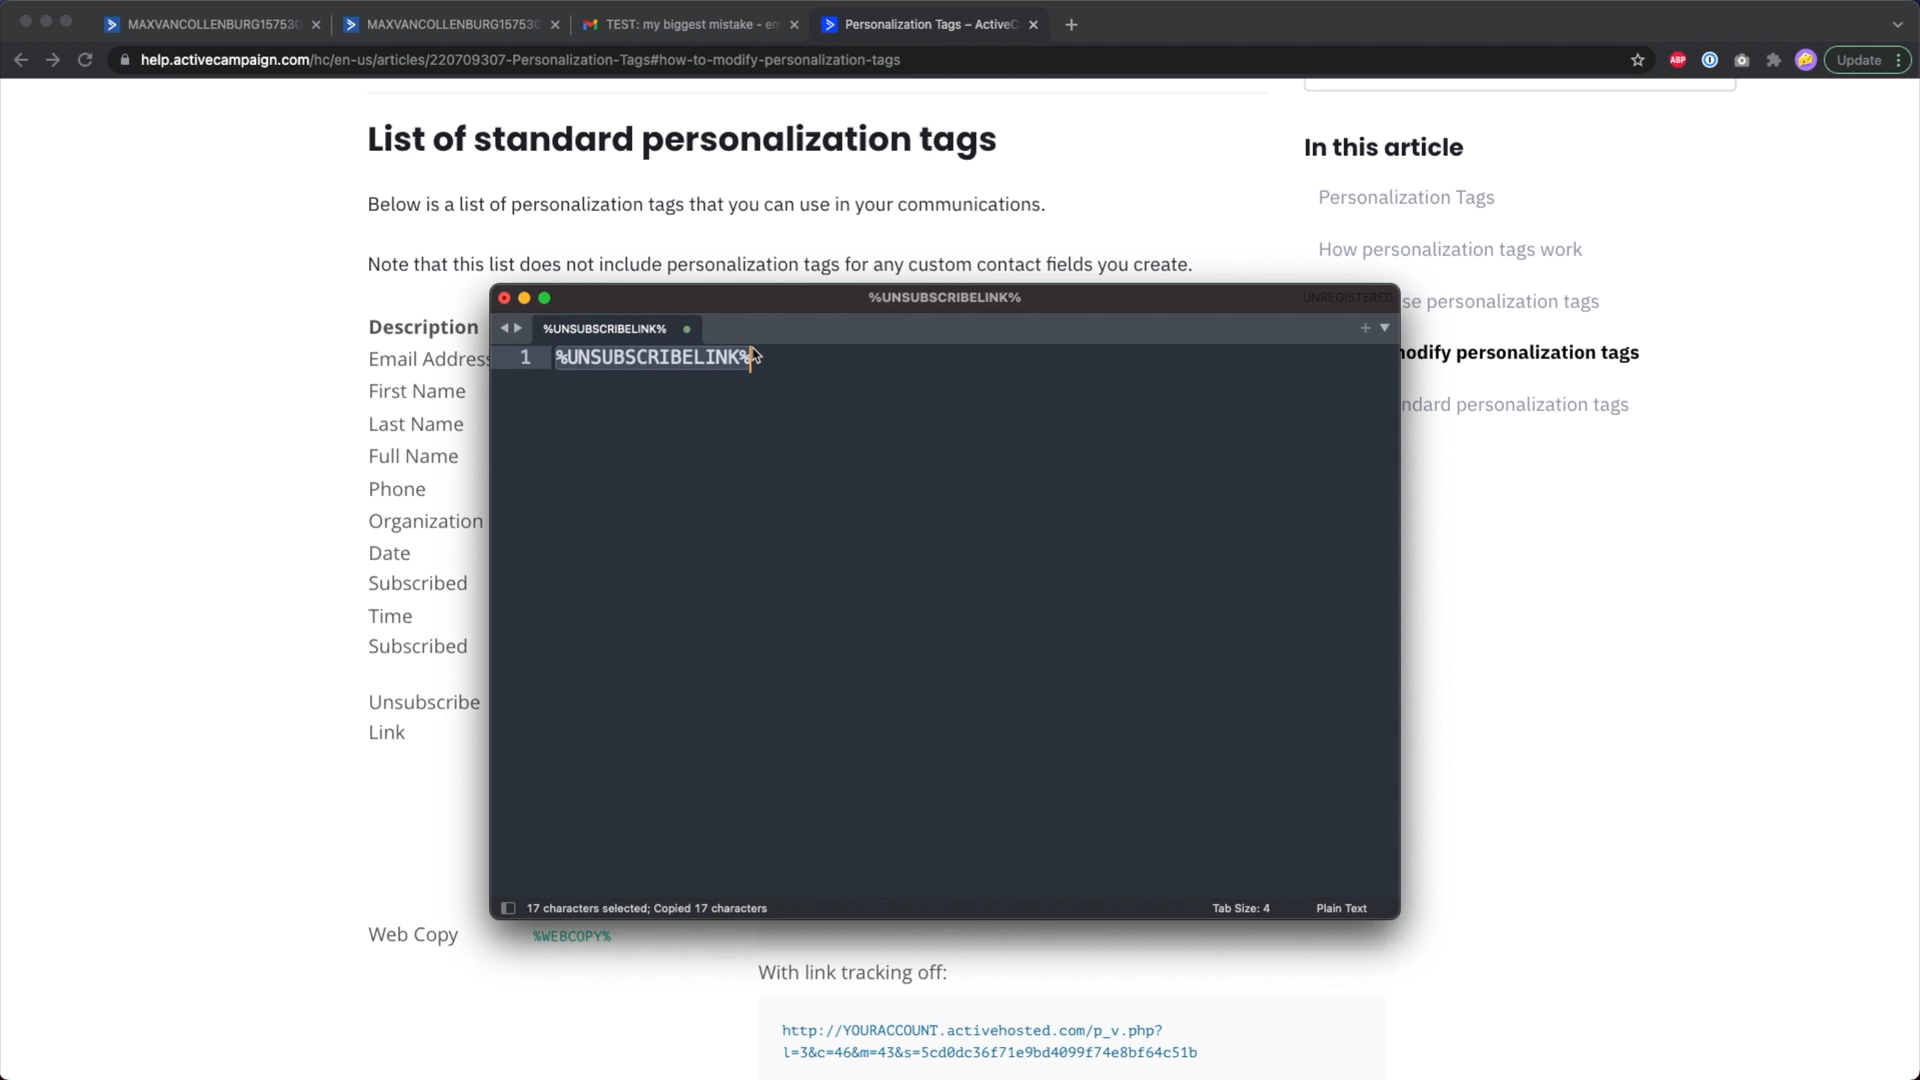 MAXVANCOLLENBURG157530
MAXVANCOLLENBURG157530
TEST: my biggest mistake - em
Personalization Tags – ActiveC
help.activecampaign.com/hc/en-us/articles/220709307-Personalization-Tags#how-to-modify-personalization-tags
ABP
Update
List of standard personalization tags
Below is a list of personalization tags that you can use in your communications.
Note that this list does not include personalization tags for any custom contact fields you create.
In this article
Personalization Tags
How personalization tags work
se personalization tags
modify personalization tags
ndard personalization tags
Description
Email Address
First Name
Last Name
Full Name
Phone
Organization
Date
Subscribed
Time
Subscribed
Unsubscribe
Link
%UNSUBSCRIBELINK%
UNREGISTERED
%UNSUBSCRIBELINK%
1 %UNSUBSCRIBELINK%
17 characters selected; Copied 17 characters
Tab Size: 4
Plain Text
Web Copy
%WEBCOPY%
With link tracking off:
http://YOURACCOUNT.activehosted.com/p_v.php?
l=3&c=46&m=43&s=5cd0dc36f71e9bd4099f74e8bf64c51b